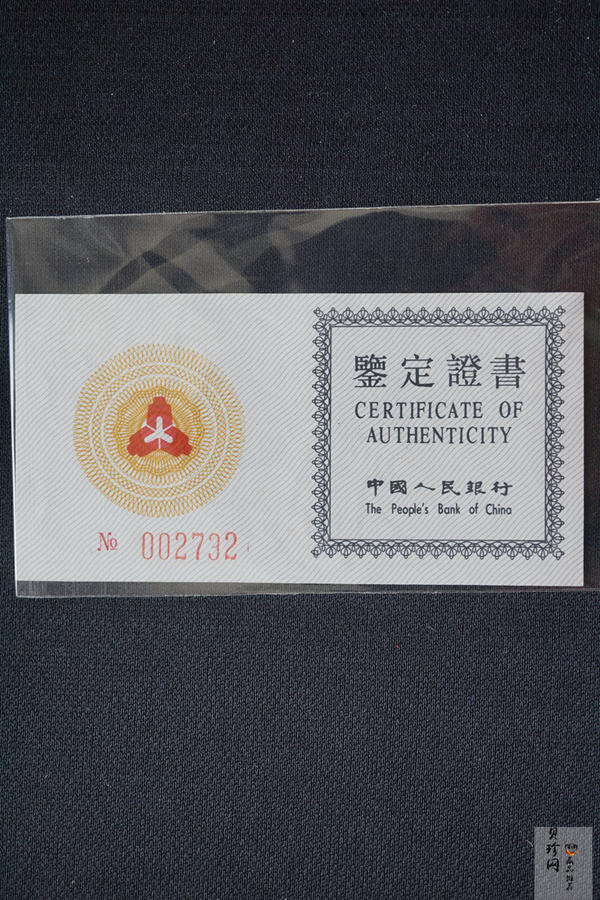 鑒定證書
CERTIFICATE OF
AUTHENTICITY
中國人民銀行
The People's Bank of China
№ 002732
贝珍网